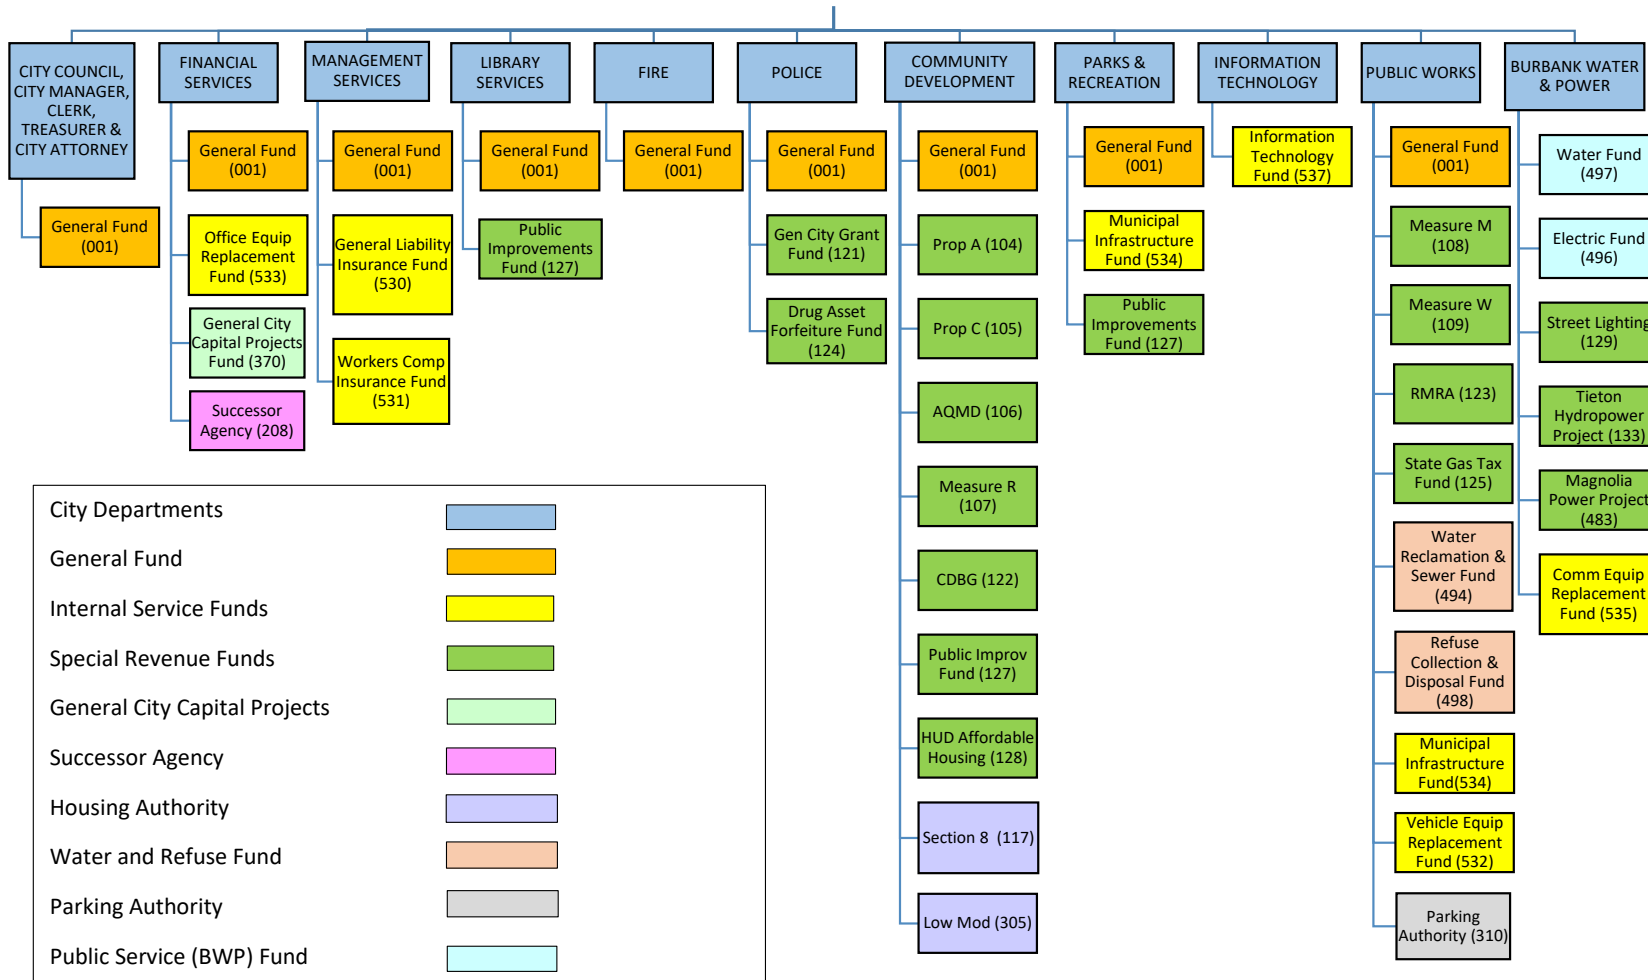 CITY COUNCIL,
CITY MANAGER,
CLERK,
TREASURER &
CITY ATTORNEY
General Fund
(001)
FINANCIAL
SERVICES
General Fund
(001)
Office Equip
Replacement
Fund (533)
General City
Capital Projects
Fund (370)
Successor
Agency (208)
MANAGEMENT
SERVICES
General Fund
(001)
General Liability
Insurance Fund
(530)
Workers Comp
Insurance Fund
(531)
LIBRARY
SERVICES
General Fund
(001)
Public
Improvements
Fund (127)
FIRE
General Fund
(001)
POLICE
General Fund
(001)
Gen City Grant
Fund (121)
Drug Asset
Forfeiture Fund
(124)
COMMUNITY
DEVELOPMENT
General Fund
(001)
Prop A (104)
Prop C (105)
AQMD (106)
Measure R
(107)
CDBG (122)
Public Improv
Fund (127)
HUD Affordable
Housing (128)
Section 8 (117)
Low Mod (305)
PARKS &
RECREATION
General Fund
(001)
Municipal
Infrastructure
Fund (534)
Public
Improvements
Fund (127)
INFORMATION
TECHNOLOGY
Information
Technology
Fund (537)
PUBLIC WORKS
General Fund
(001)
Measure M
(108)
Measure W
(109)
RMRA (123)
State Gas Tax
Fund (125)
Water
Reclamation &
Sewer Fund
(494)
Refuse
Collection &
Disposal Fund
(498)
Municipal
Infrastructure
Fund(534)
Vehicle Equip
Replacement
Fund (532)
Parking
Authority (310)
BURBANK WATER
& POWER
Water Fund
(497)
Electric Fund
(496)
Street Lighting
(129)
Tieton
Hydropower
Project (133)
Magnolia
Power Project
(483)
Comm Equip
Replacement
Fund (535)
City Departments
General Fund
Internal Service Funds
Special Revenue Funds
General City Capital Projects
Successor Agency
Housing Authority
Water and Refuse Fund
Parking Authority
Public Service (BWP) Fund